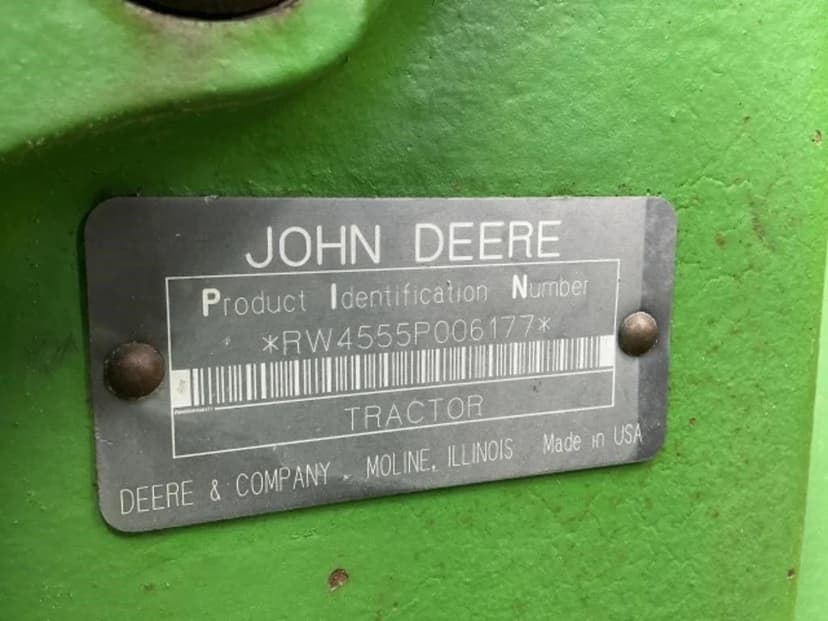 JOHN DEERE
Product Identification Number
*RW4555P006177*
TRACTOR
DEERE & COMPANY . MOLINE, ILLINOIS Made in USA